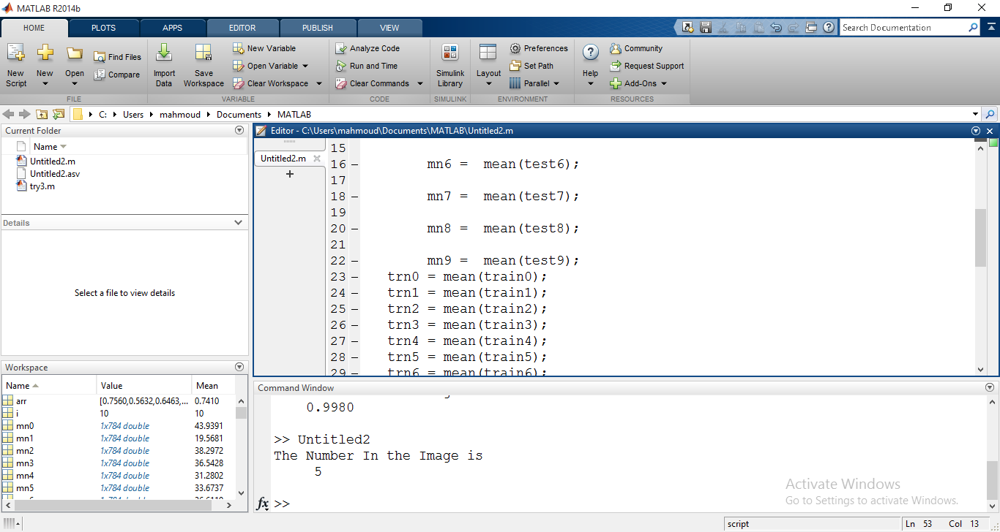 MATLAB R2014b
HOME PLOTS APPS EDITOR PUBLISH VIEW
Search Documentation
New Script
New
Open
Find Files
Compare
Import Data
Save Workspace
New Variable
Open Variable
Clear Workspace
Analyze Code
Run and Time
Clear Commands
Simulink Library
Layout
Preferences
Set Path
Parallel
Help
Community
Request Support
Add-Ons
FILE VARIABLE CODE SIMULINK ENVIRONMENT RESOURCES
C: Users mahmoud Documents MATLAB
Current Folder
Name
Untitled2.m
Untitled2.asv
try3.m
Details
Select a file to view details
Workspace
Name Value Mean
arr [0.7560,0.5632,0.6463,... 0.7410
i 10 10
mn0 1x784 double 43.9391
mn1 1x784 double 19.5681
mn2 1x784 double 38.2972
mn3 1x784 double 36.5428
mn4 1x784 double 31.2802
mn5 1x784 double 33.6737
Editor - C:\Users\mahmoud\Documents\MATLAB\Untitled2.m
Untitled2.m
+
15
16 – mn6 = mean(test6);
17
18 – mn7 = mean(test7);
19
20 – mn8 = mean(test8);
21
22 – mn9 = mean(test9);
23 – trn0 = mean(train0);
24 – trn1 = mean(train1);
25 – trn2 = mean(train2);
26 – trn3 = mean(train3);
27 – trn4 = mean(train4);
28 – trn5 = mean(train5);
29 – trn6 = mean(train6);
Command Window
0.9980
>> Untitled2
The Number In the Image is
5
fx >>
Activate Windows
Go to Settings to activate Windows.
script Ln 53 Col 13